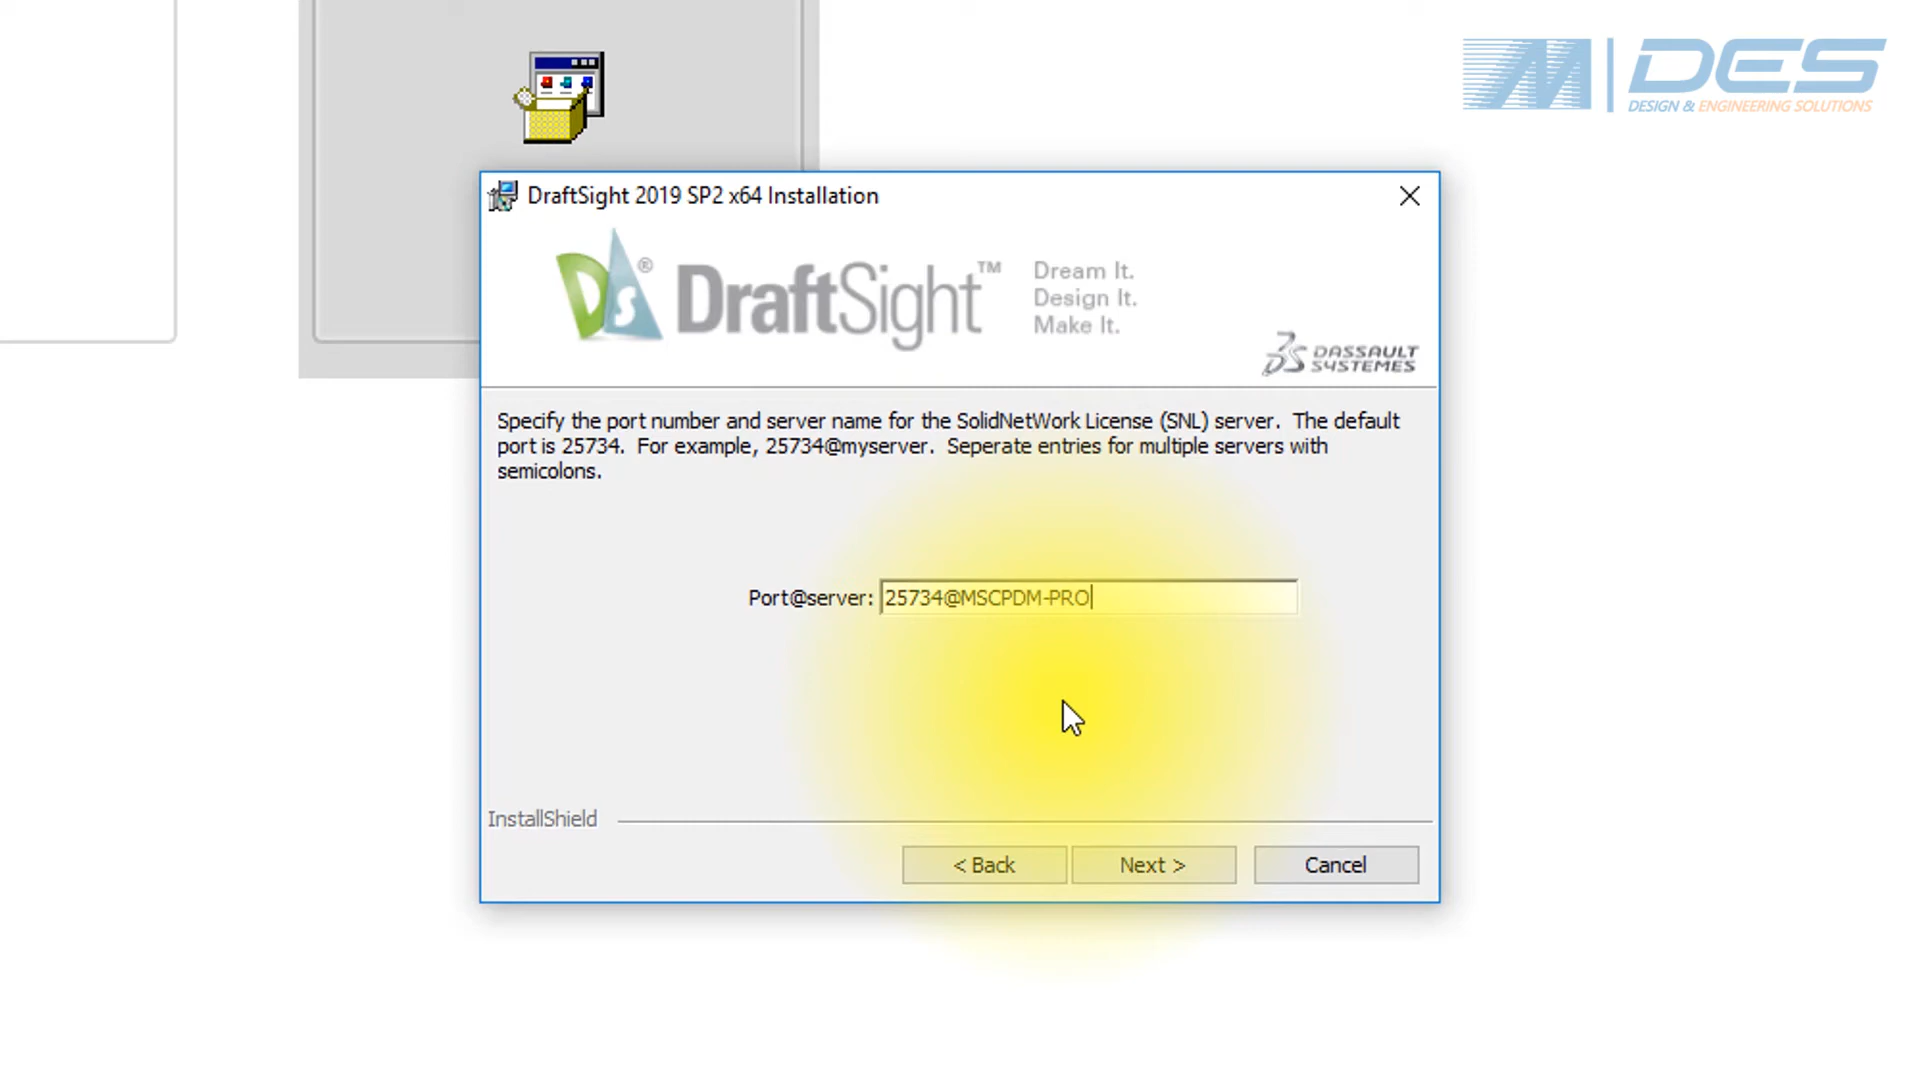 M | DES
DESIGN & ENGINEERING SOLUTIONS
DraftSight 2019 SP2 x64 Installation
DS® DraftSight™
Dream It.
Design It.
Make It.
DASSAULT
SYSTEMES
Specify the port number and server name for the SolidNetWork License (SNL) server. The default
port is 25734. For example, 25734@myserver. Seperate entries for multiple servers with
semicolons.
Port@server: 25734@MSCPDM-PRO
InstallShield
< Back Next > Cancel